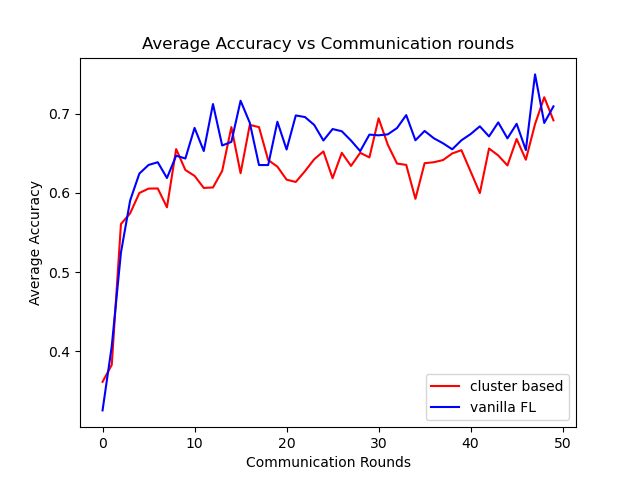 Average Accuracy vs Communication rounds
Average Accuracy
0.7
0.6
0.5
0.4
0 10 20 30 40 50
Communication Rounds
cluster based
vanilla FL